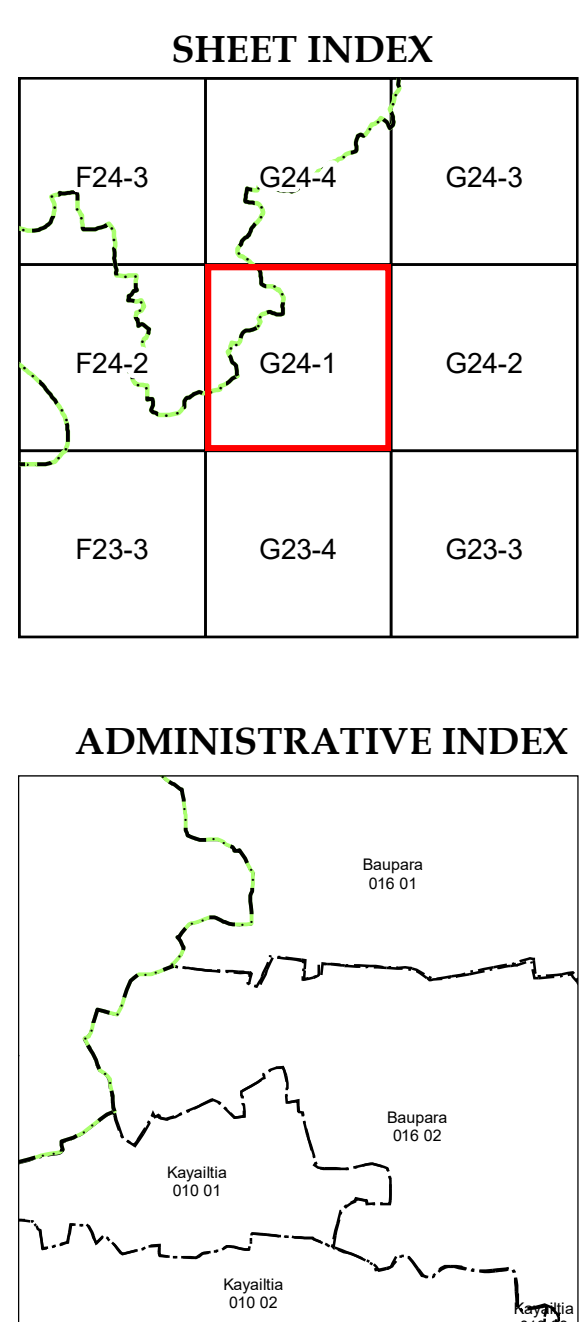 SHEET INDEX
F24-3 G24-4 G24-3
F24-2 G24-1 G24-2
F23-3 G23-4 G23-3
ADMINISTRATIVE INDEX
Baupara
016 01
Baupara
016 02
Kayailtia
010 01
Kayailtia
010 02
Kayailtia